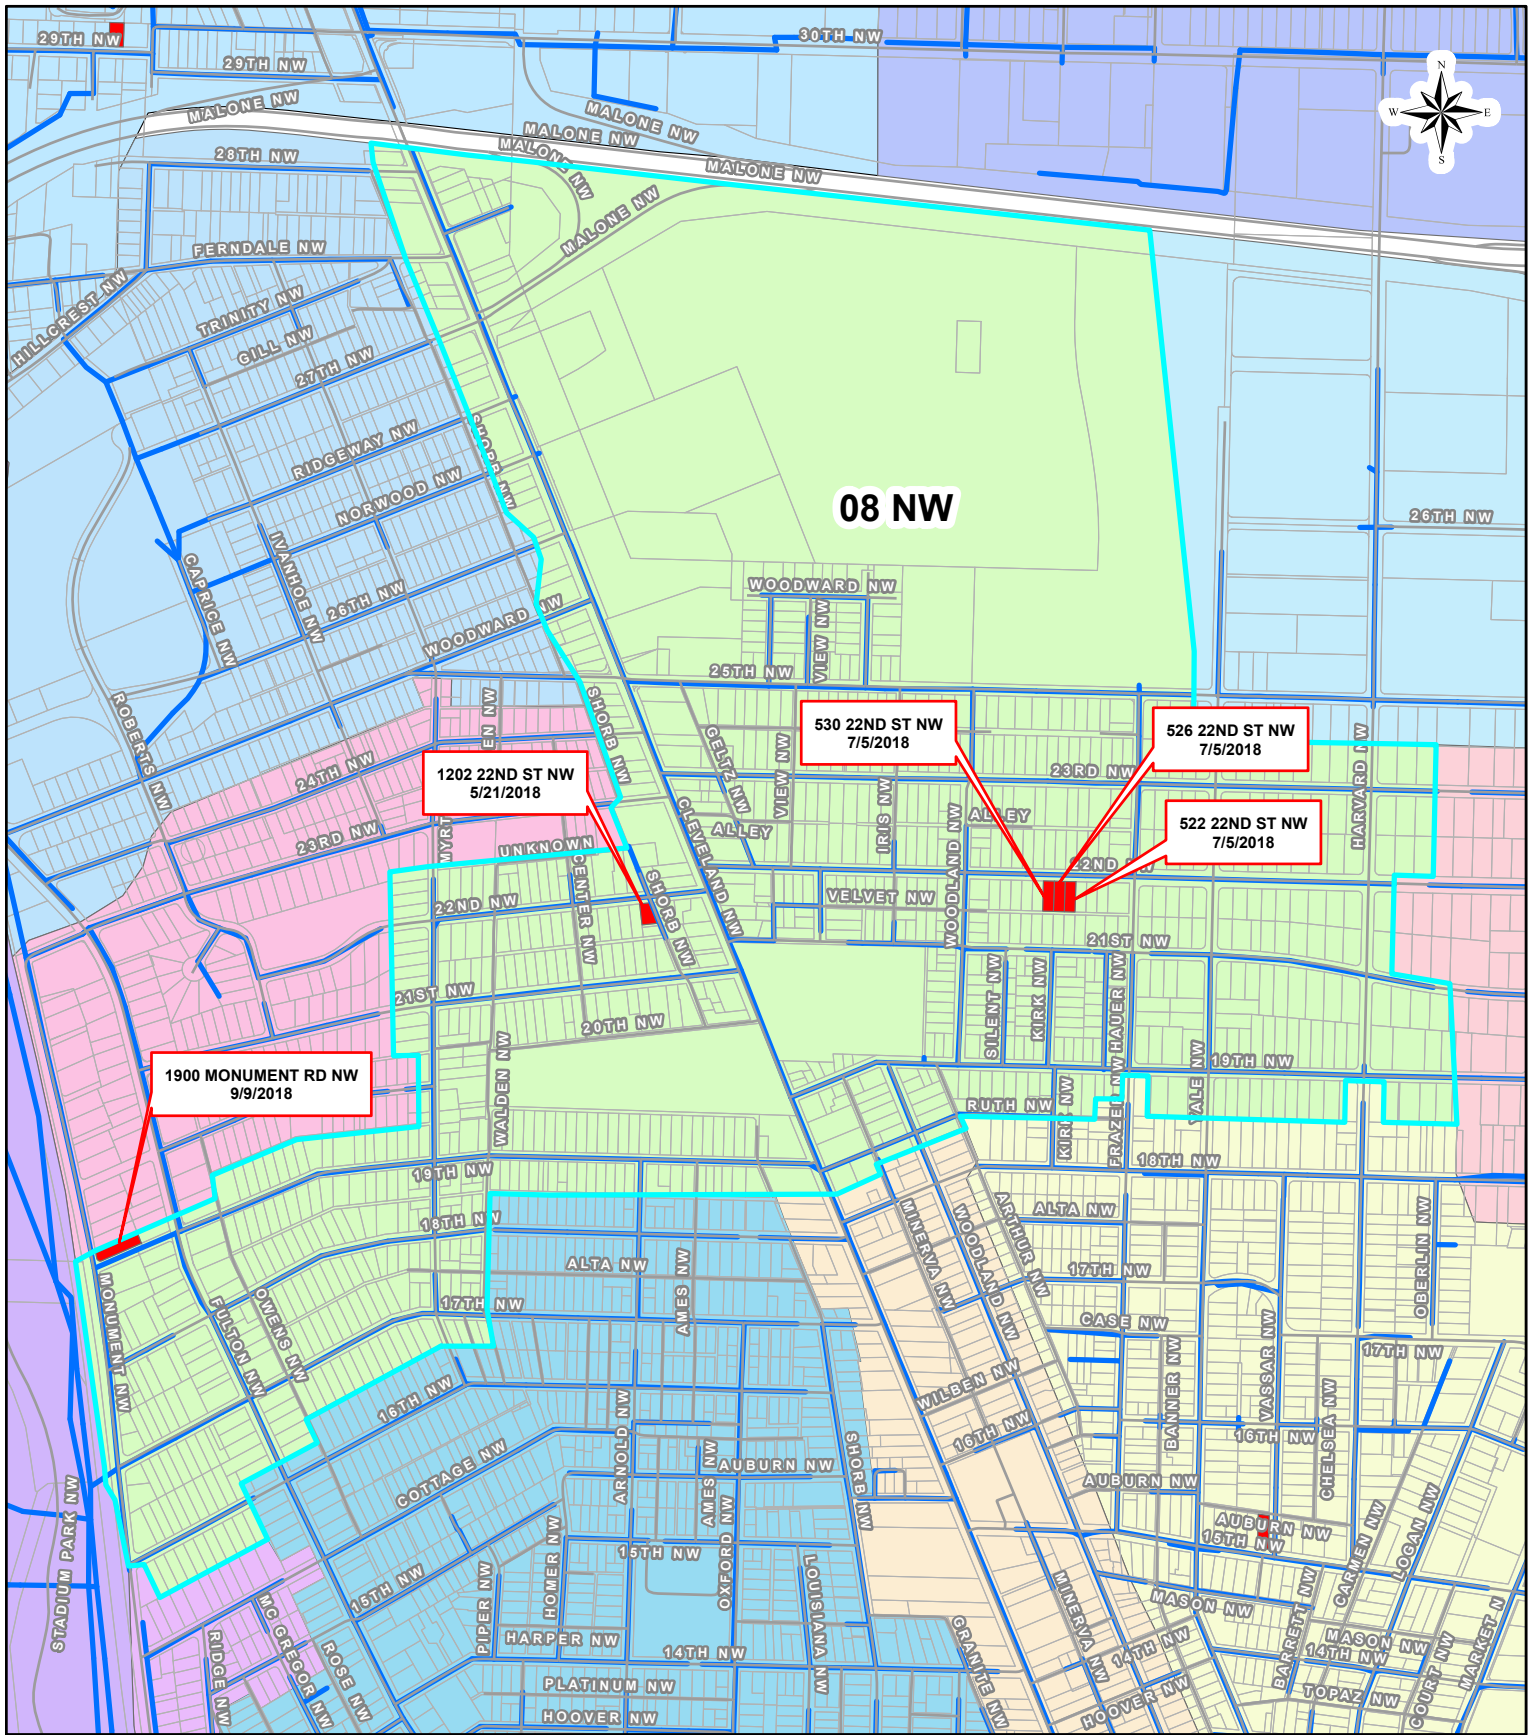 29TH NW
30TH NW
29TH NW
N
W
E
S
MALONE NW
MALONE NW
MALONE NW
MALONE NW
28TH NW
MALONE NW
MALONE NW
FERNDALE NW
HILLCREST NW
TRINITY NW
GILL NW
27TH NW
SHORB NW
RIDGEWAY NW
NORWOOD NW
08 NW
26TH NW
IVANHOE NW
CAPRICE NW
26TH NW
WOODWARD NW
WOODWARD NW
VIEW NW
25TH NW
ROBERTS NW
EN NW
SHORB NW
GELTZ NW
VIEW NW
530 22ND ST NW
7/5/2018
526 22ND ST NW
7/5/2018
HARVARD NW
24TH NW
1202 22ND ST NW
5/21/2018
23RD NW
MYRT
CLEVELAND NW
ALLEY
IRIS NW
WOODLAND NW
ALLEY
522 22ND ST NW
7/5/2018
23RD NW
UNKNOWN
CENTER NW
22ND NW
22ND NW
SHORB NW
VELVET NW
21ST NW
21ST NW
20TH NW
SILENT NW
KIRK NW
HAUER NW
19TH NW
WALDEN NW
1900 MONUMENT RD NW
9/9/2018
RUTH NW
KIRK NW
FRAZER NW
YALE NW
19TH NW
18TH NW
18TH NW
MINERVA NW
WOODLAND NW
ARTHUR NW
ALTA NW
OBERLIN NW
ALTA NW
AMES NW
17TH NW
MONUMENT NW
FULTON NW
OWENS NW
17TH NW
CASE NW
VASSAR NW
17TH NW
16TH NW
WILBEN NW
BANNER NW
CHELSEA NW
ARNOLD NW
16TH NW
16TH NW
COTTAGE NW
AMES NW
AUBURN NW
SHORB NW
AUBURN NW
STADIUM PARK NW
HOMER NW
OXFORD NW
AUBURN NW
15TH NW
CARMEN NW
LOGAN NW
15TH NW
15TH NW
PIPER NW
LOUISIANA NW
MINERVA NW
MASON NW
BARRETT NW
MC GREGOR NW
RIDGE NW
ROSE NW
HARPER NW
14TH NW
GRANITE NW
14TH NW
MASON NW
14TH NW
COURT NW
MARKET N
PLATINUM NW
HOOVER NW
HOOVER NW
TOPAZ NW